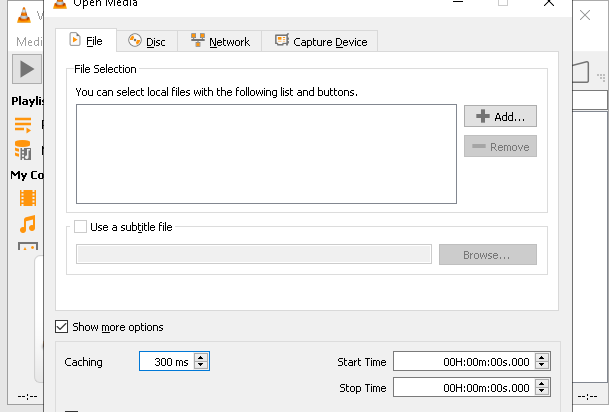 Open Media
V
Medi
File
Disc
Network
Capture Device
File Selection
You can select local files with the following list and buttons.
Add...
Remove
Playlis
My Co
Use a subtitle file
Browse...
Show more options
Caching
300 ms
Start Time
00H:00m:00s.000
Stop Time
00H:00m:00s.000
--:--
--:--